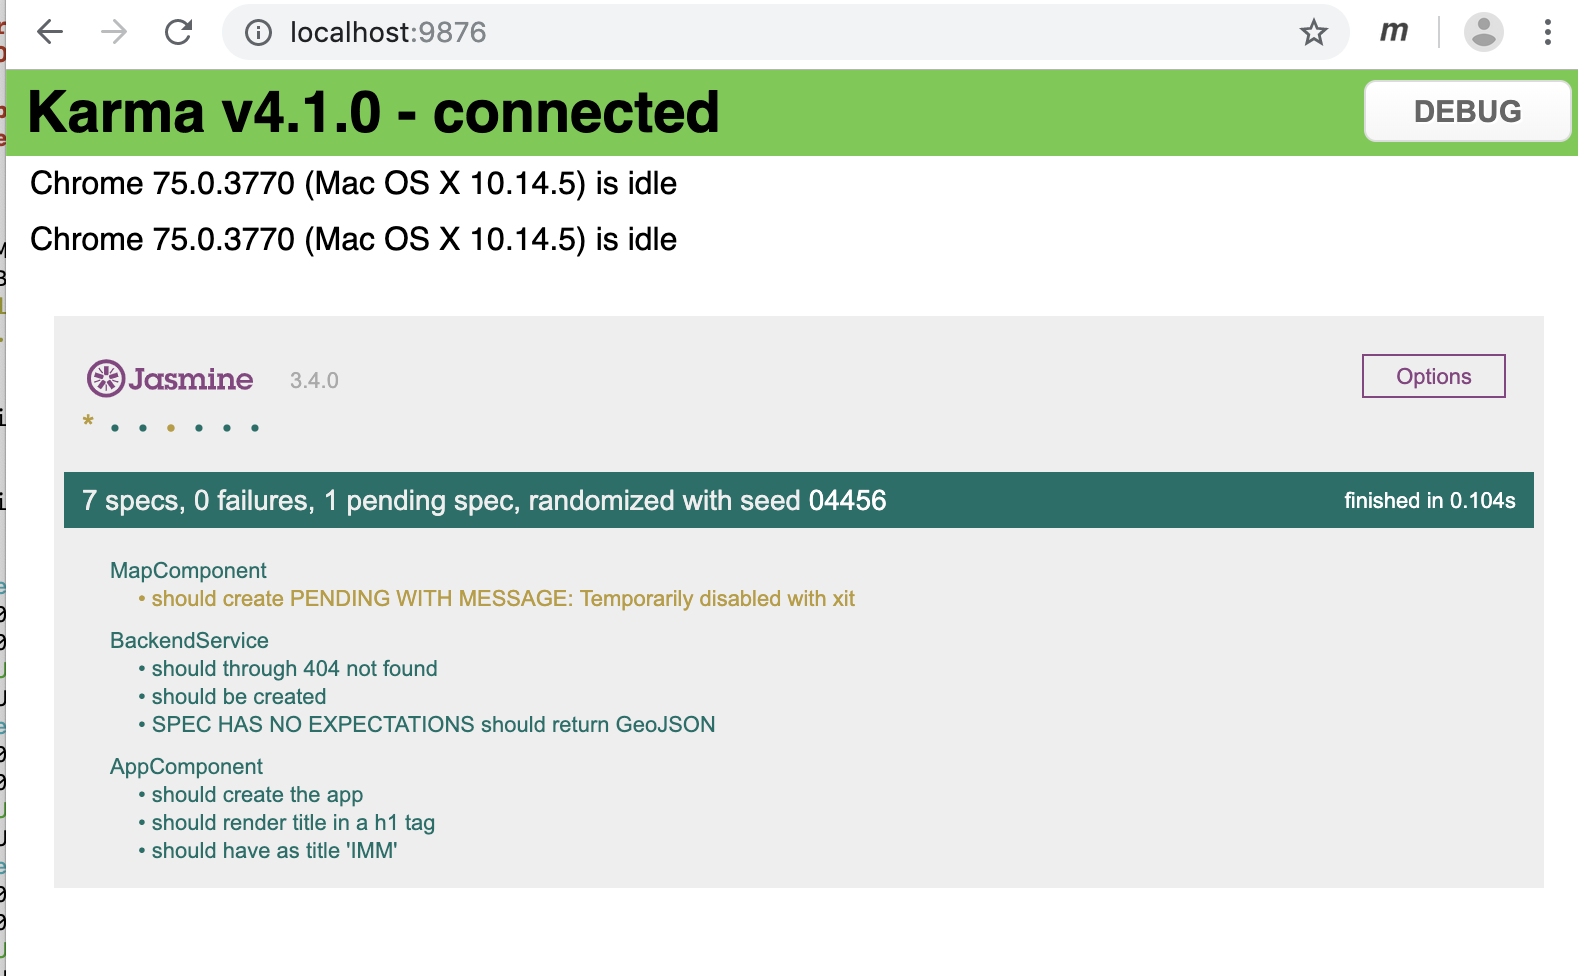 localhost:9876
m
Karma v4.1.0 - connected
DEBUG
Chrome 75.0.3770 (Mac OS X 10.14.5) is idle
Chrome 75.0.3770 (Mac OS X 10.14.5) is idle
Jasmine 3.4.0
Options
* • • • • • •
7 specs, 0 failures, 1 pending spec, randomized with seed 04456
finished in 0.104s
MapComponent
• should create PENDING WITH MESSAGE: Temporarily disabled with xit
BackendService
• should through 404 not found
• should be created
• SPEC HAS NO EXPECTATIONS should return GeoJSON
AppComponent
• should create the app
• should render title in a h1 tag
• should have as title 'IMM'